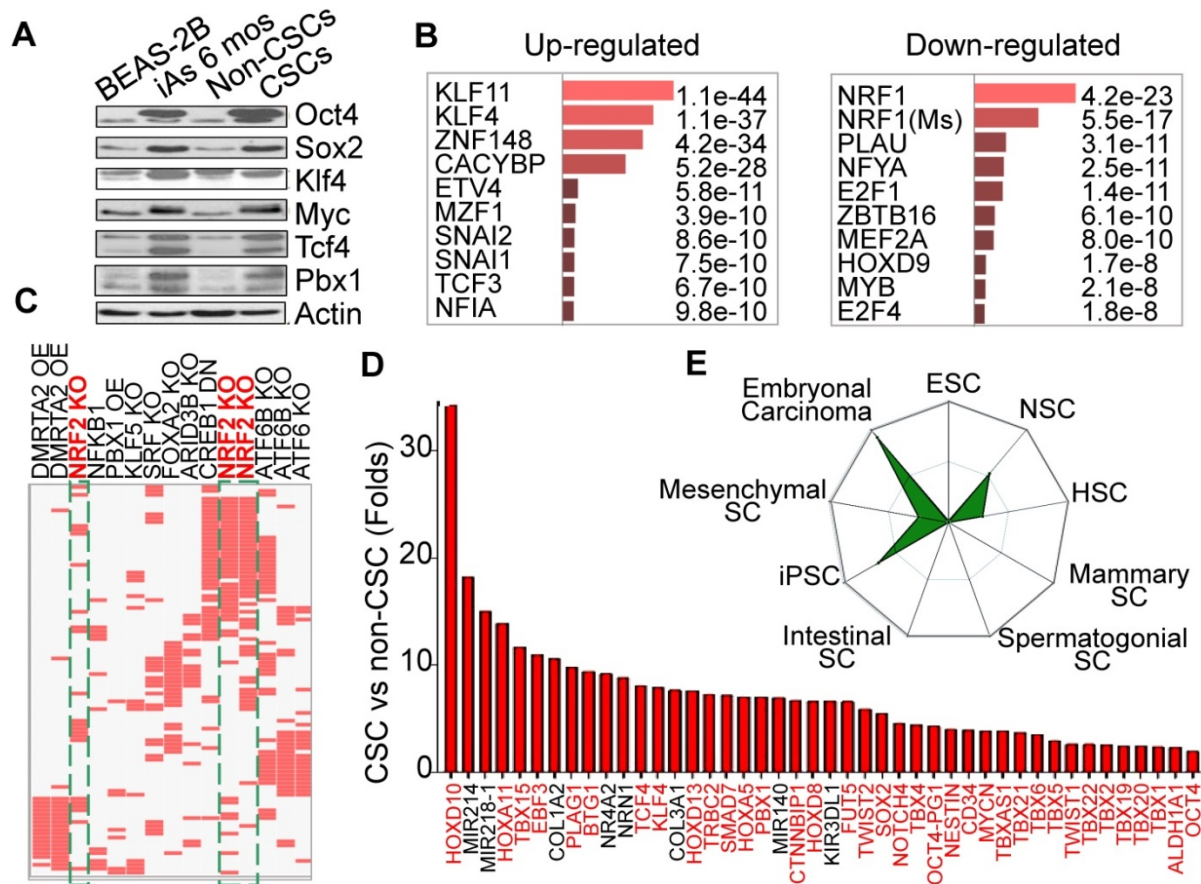 A
BEAS-2B
iAs 6 mos
Non-CSCs
CSCs
Oct4
Sox2
Klf4
Myc
Tcf4
Pbx1
Actin
B
Up-regulated
KLF11 1.1e-44
KLF4 1.1e-37
ZNF148 4.2e-34
CACYBP 5.2e-28
ETV4 5.8e-11
MZF1 3.9e-10
SNAI2 8.6e-10
SNAI1 7.5e-10
TCF3 6.7e-10
NFIA 9.8e-10
Down-regulated
NRF1 4.2e-23
NRF1(Ms) 5.5e-17
PLAU 3.1e-11
NFYA 2.5e-11
E2F1 1.4e-11
ZBTB16 6.1e-10
MEF2A 8.0e-10
HOXD9 1.7e-8
MYB 2.1e-8
E2F4 1.8e-8
C
DMRTA2 OE
DMRTA2 OE
NRF2 KO
NFKB1
PBX1 OE
KLF5 KO
SRF KO
FOXA2 KO
ARID3B KO
CREB1 DN
NRF2 KO
NRF2 KO
ATF6B KO
ATF6B KO
ATF6 KO
D
CSC vs non-CSC (Folds)
30
20
10
0
HOXD10
MIR214
MIR218-1
HOXA11
TBX15
EBF3
COL1A2
PLAG1
BTG1
NR4A2
NRN1
TCF4
KLF4
COL3A1
HOXD13
TRBC2
SMAD7
HOXA5
PBX1
MIR140
CTNNBIP1
HOXD8
KIR3DL1
FUT5
TWIST2
SOX2
NOTCH4
TBX4
OCT4-PG1
NESTIN
CD34
MYCN
TBXAS1
TBX21
TBX6
TBX5
TWIST1
TBX22
TBX2
TBX19
TBX20
TBX1
ALDH1A1
OCT4
E
ESC
NSC
HSC
Mammary
SC
Spermatogonial
SC
Intestinal
SC
iPSC
Mesenchymal
SC
Embryonal
Carcinoma